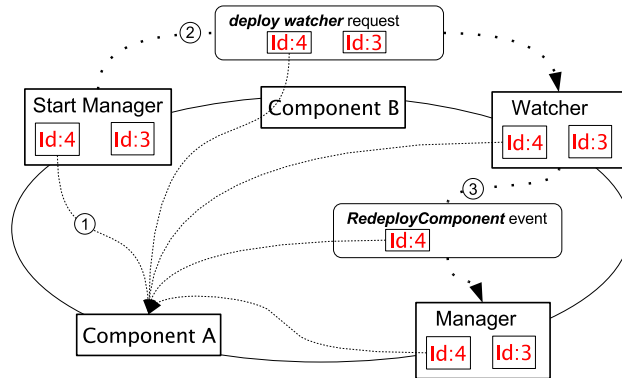 ② deploy watcher request
Id:4 Id:3
Start Manager
Id:4 Id:3
Component B
Watcher
Id:4 Id:3
③
①
RedeployComponent event
Id:4
Component A
Manager
Id:4 Id:3